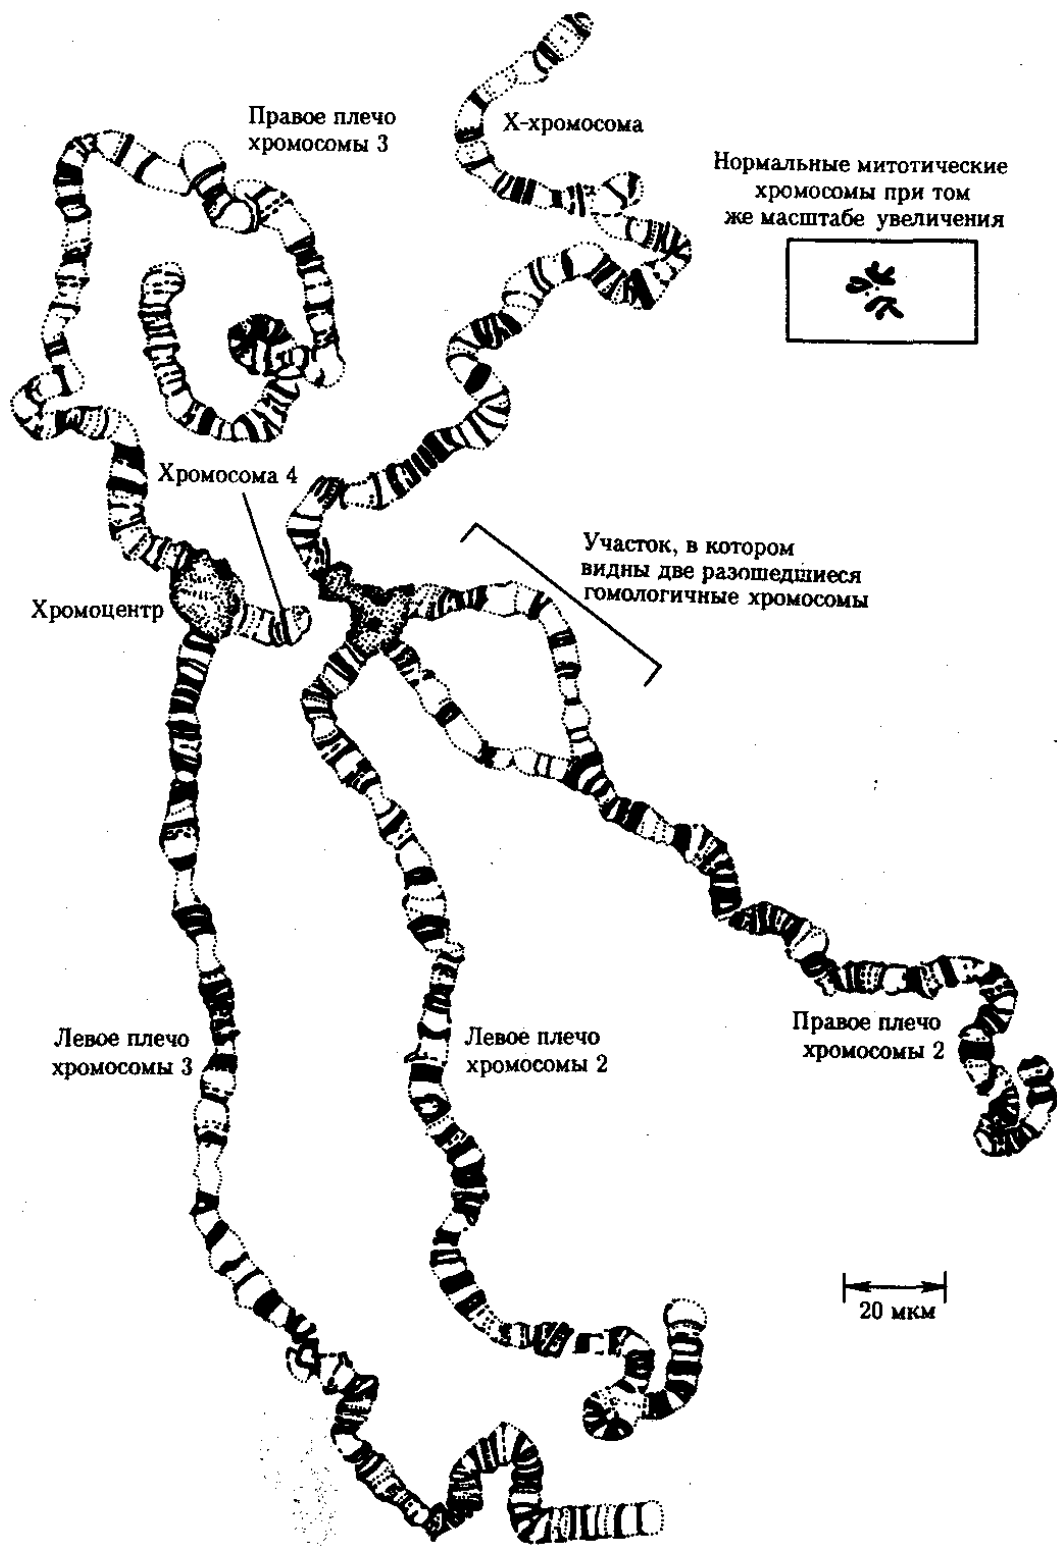 Правое плечо
хромосомы 3
Х-хромосома
Нормальные митотические
хромосомы при том
же масштабе увеличения
Хромосома 4
Участок, в котором
видны две разошедшиеся
гомологичные хромосомы
Хромоцентр
Левое плечо
хромосомы 3
Левое плечо
хромосомы 2
Правое плечо
хромосомы 2
20 мкм